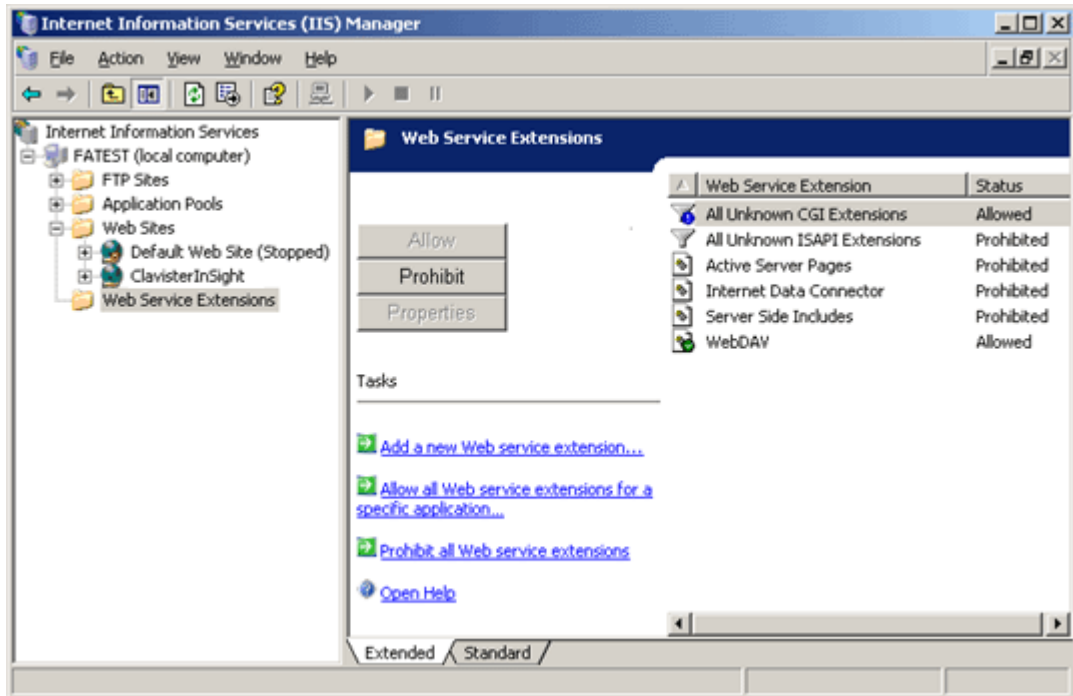 Internet Information Services (IIS) Manager
File Action View Window Help
Internet Information Services
FATEST (local computer)
FTP Sites
Application Pools
Web Sites
Default Web Site (Stopped)
ClavisterInSight
Web Service Extensions
Web Service Extensions
Allow
Prohibit
Properties
Tasks
Add a new Web service extension...
Allow all Web service extensions for a
specific application...
Prohibit all Web service extensions
Open Help
Web Service Extension Status
All Unknown CGI Extensions Allowed
All Unknown ISAPI Extensions Prohibited
Active Server Pages Prohibited
Internet Data Connector Prohibited
Server Side Includes Prohibited
WebDAV Allowed
Extended Standard